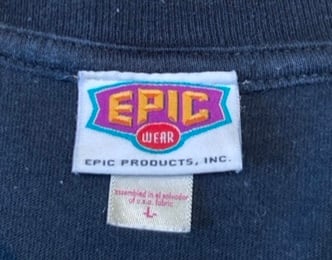 EPIC
WEAR
EPIC PRODUCTS, INC.
assembled in el salvador
of u.s.a. fabric
-L-